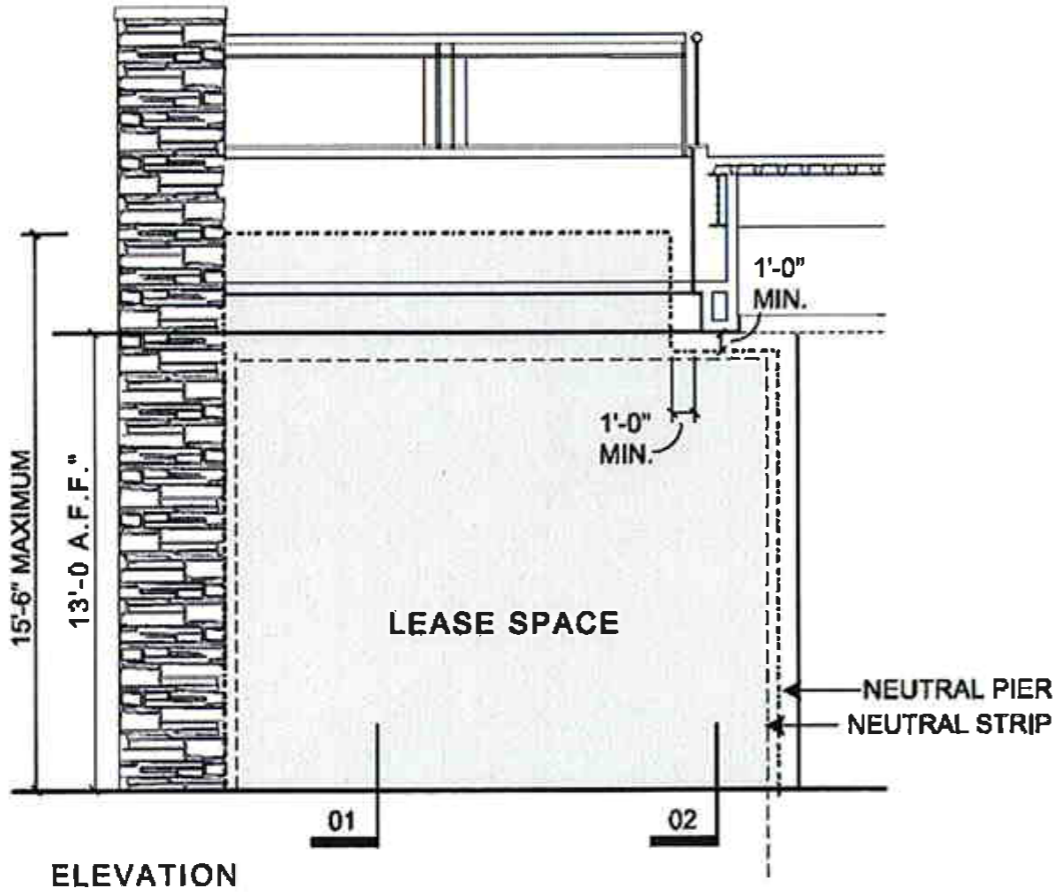 1'-0"
MIN.
1'-0"
MIN.
15'-6" MAXIMUM
13'-0 A.F.F."
LEASE SPACE
NEUTRAL PIER
NEUTRAL STRIP
01
02
ELEVATION